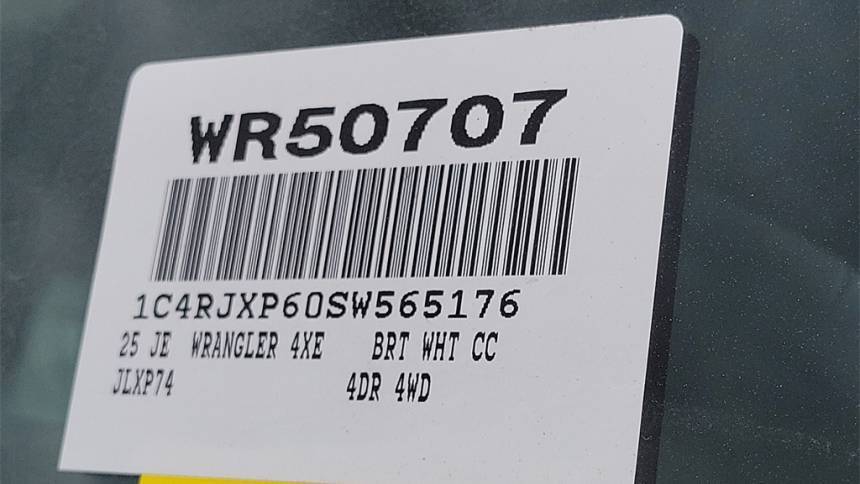 WR50707
1C4RJXP60SW565176
25 JE WRANGLER 4XE BRT WHT CC
JLXP74 4DR 4WD